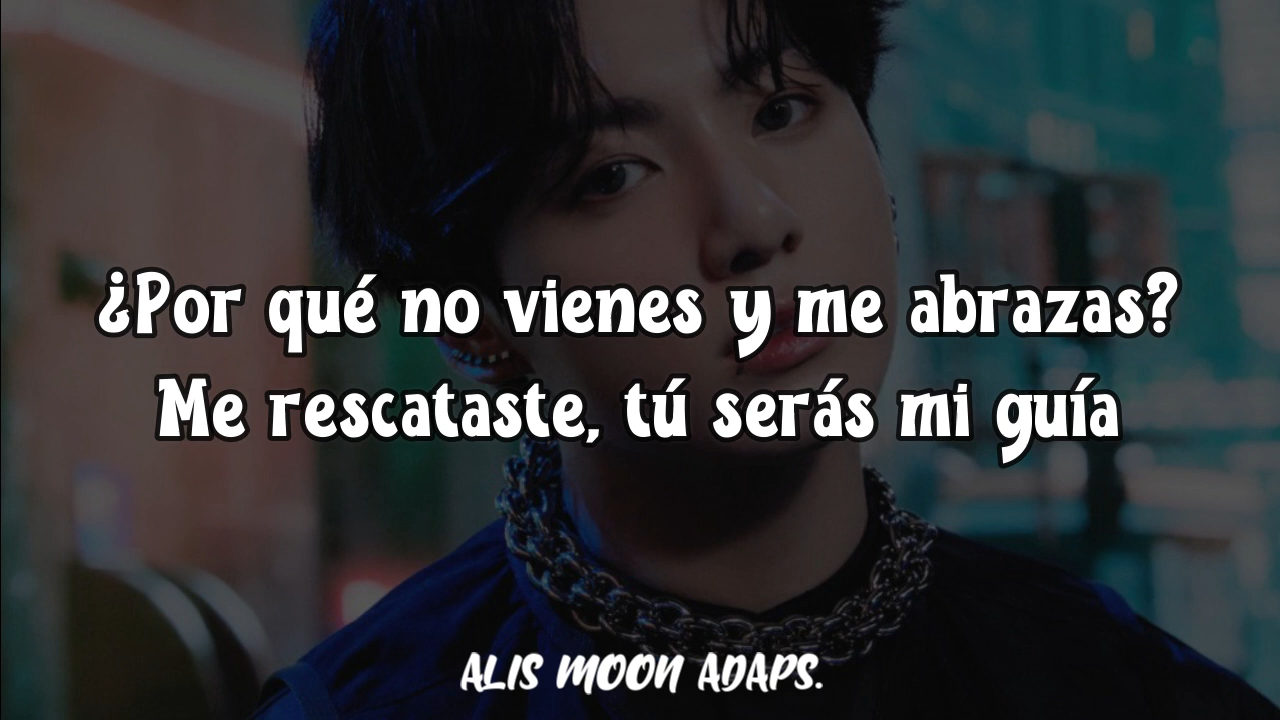 ¿Por qué no vienes y me abrazas?
Me rescataste, tú serás mi guía
ALIS MOON ADAPS.